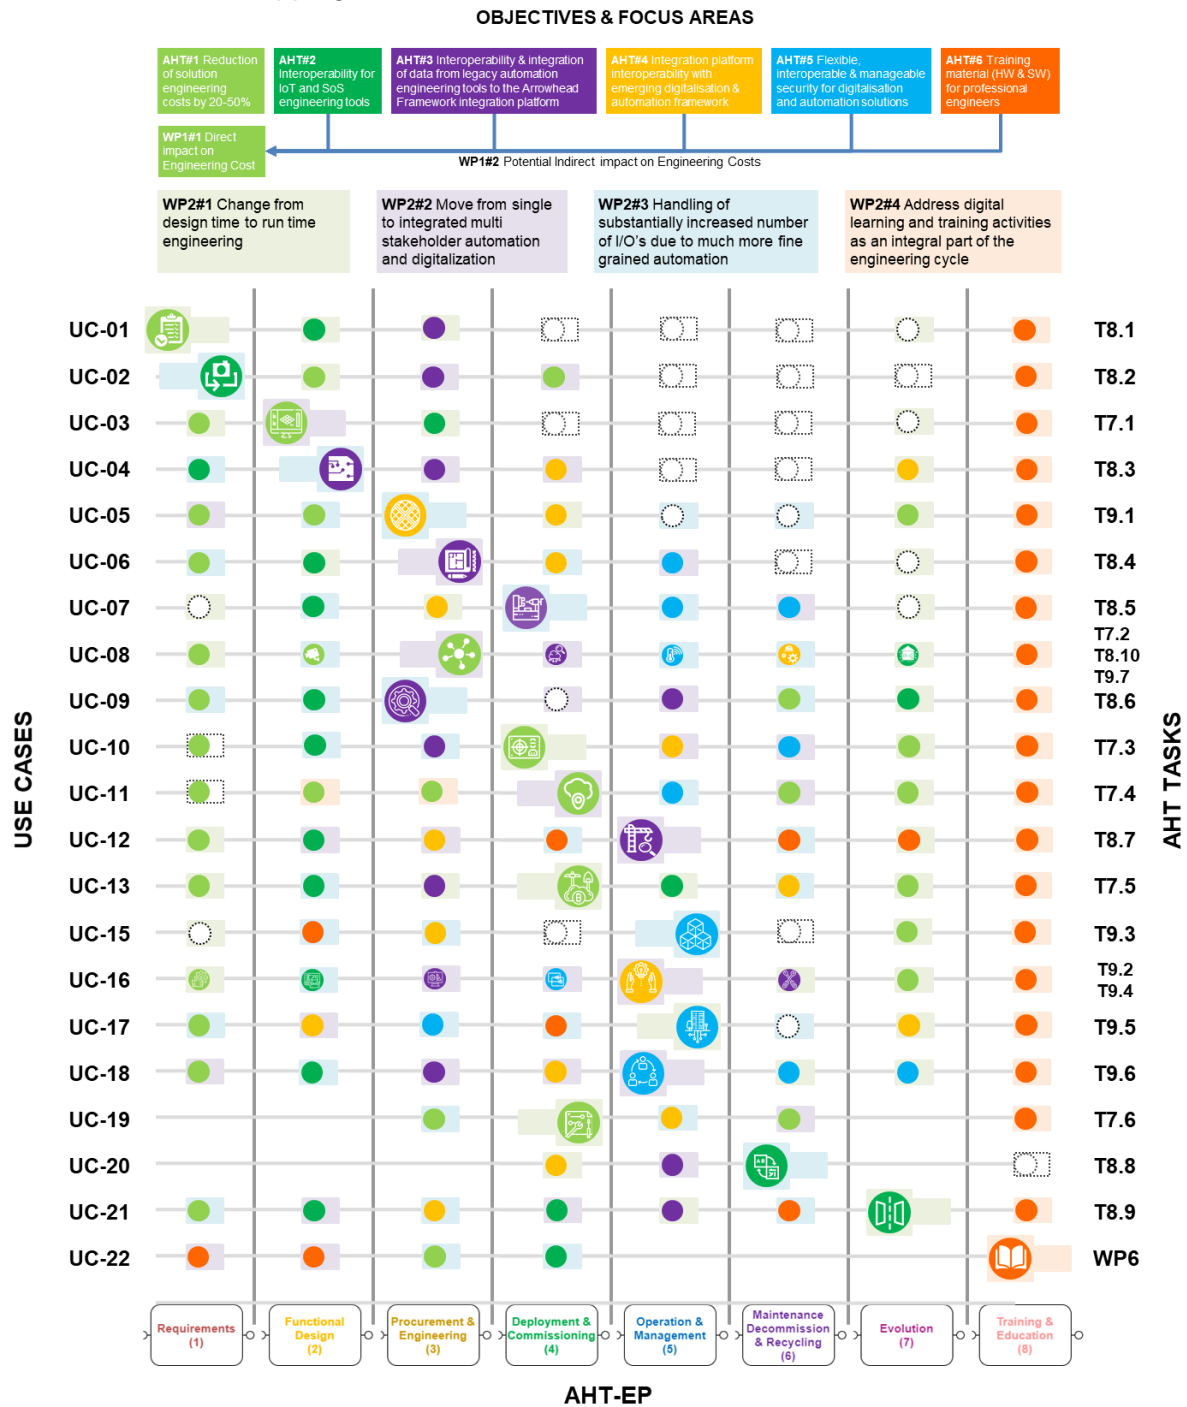 OBJECTIVES & FOCUS AREAS
AHT#1 Reduction
of solution
engineering
costs by 20-50%
AHT#2
Interoperability for
IoT and SoS
engineering tools
AHT#3 Interoperability & integration
of data from legacy automation
engineering tools to the Arrowhead
Framework integration platform
AHT#4 Integration platform
interoperability with
emerging digitalisation &
automation framework
AHT#5 Flexible,
interoperable & manageable
security for digitalisation
and automation solutions
AHT#6 Training
material (HW & SW)
for professional
engineers
WP1#1 Direct
impact on
Engineering Cost
WP1#2 Potential Indirect impact on Engineering Costs
WP2#1 Change from
design time to run time
engineering
WP2#2 Move from single
to integrated multi
stakeholder automation
and digitalization
WP2#3 Handling of
substantially increased number
of I/O's due to much more fine
grained automation
WP2#4 Address digital
learning and training activities
as an integral part of the
engineering cycle
USE CASES
UC-01
T8.1
UC-02
T8.2
UC-03
T7.1
UC-04
T8.3
UC-05
T9.1
UC-06
T8.4
UC-07
T8.5
UC-08
T7.2
T8.10
T9.7
UC-09
T8.6
UC-10
T7.3
UC-11
T7.4
UC-12
T8.7
UC-13
T7.5
UC-15
T9.3
UC-16
T9.2
T9.4
UC-17
T9.5
UC-18
T9.6
UC-19
T7.6
UC-20
T8.8
UC-21
T8.9
UC-22
WP6
AHT TASKS
Requirements
(1)
Functional
Design
(2)
Procurement &
Engineering
(3)
Deployment &
Commissioning
(4)
Operation &
Management
(5)
Maintenance
Decommission
& Recycling
(6)
Evolution
(7)
Training &
Education
(8)
AHT-EP